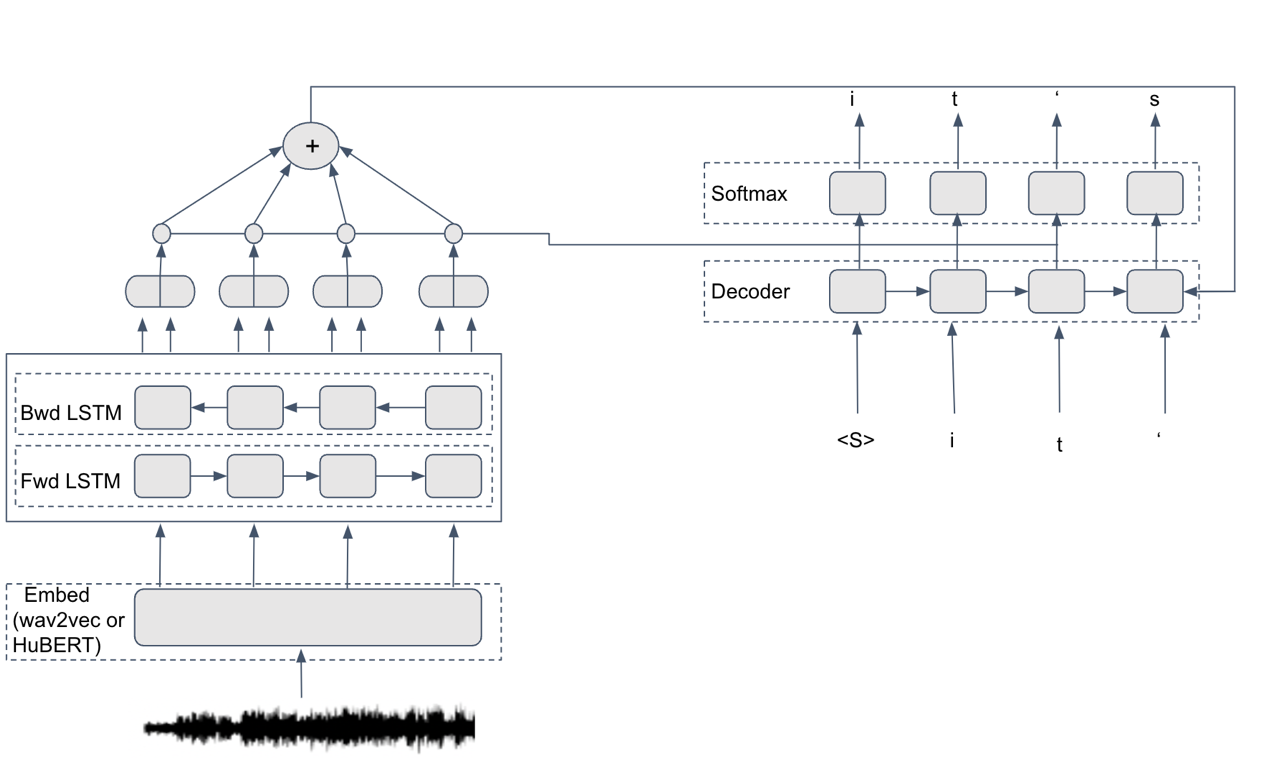 i t ‘ s
+
Softmax
Decoder
Bwd LSTM
Fwd LSTM
<S> i t ‘
Embed
(wav2vec or
HuBERT)